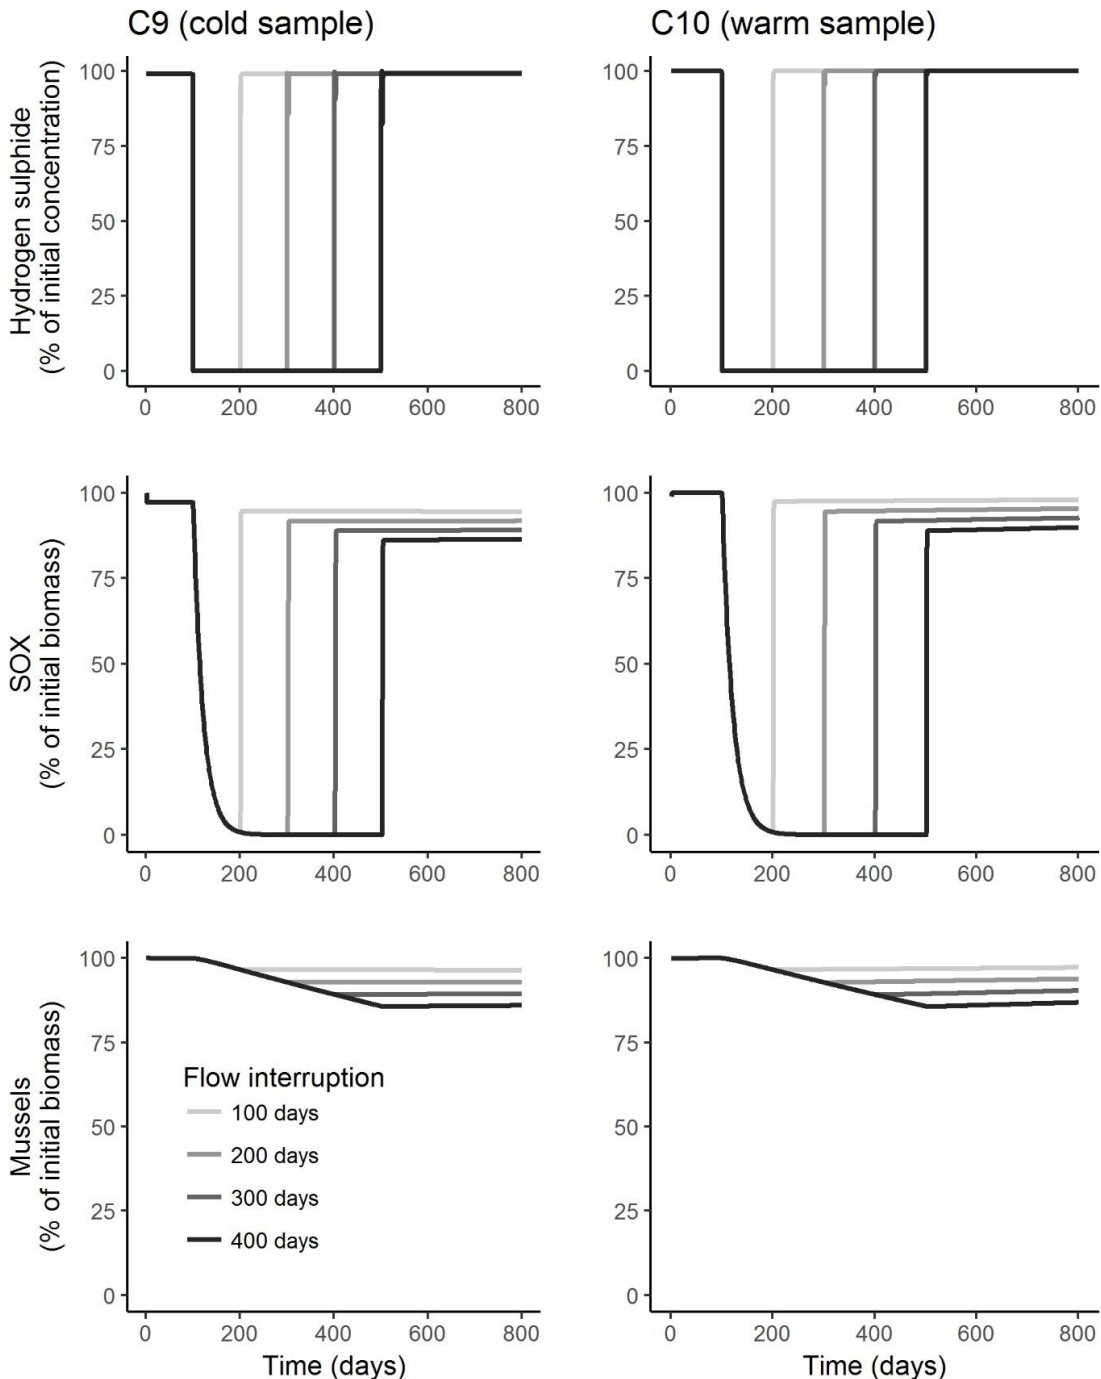 C9 (cold sample)
C10 (warm sample)
Hydrogen sulphide
(% of initial concentration)
100
75
50
25
0
0 200 400 600 800
100
75
50
25
0
0 200 400 600 800
SOX
(% of initial biomass)
100
75
50
25
0
0 200 400 600 800
100
75
50
25
0
0 200 400 600 800
Mussels
(% of initial biomass)
100
75
50
25
0
Flow interruption
100 days
200 days
300 days
400 days
0 200 400 600 800
Time (days)
100
75
50
25
0
0 200 400 600 800
Time (days)